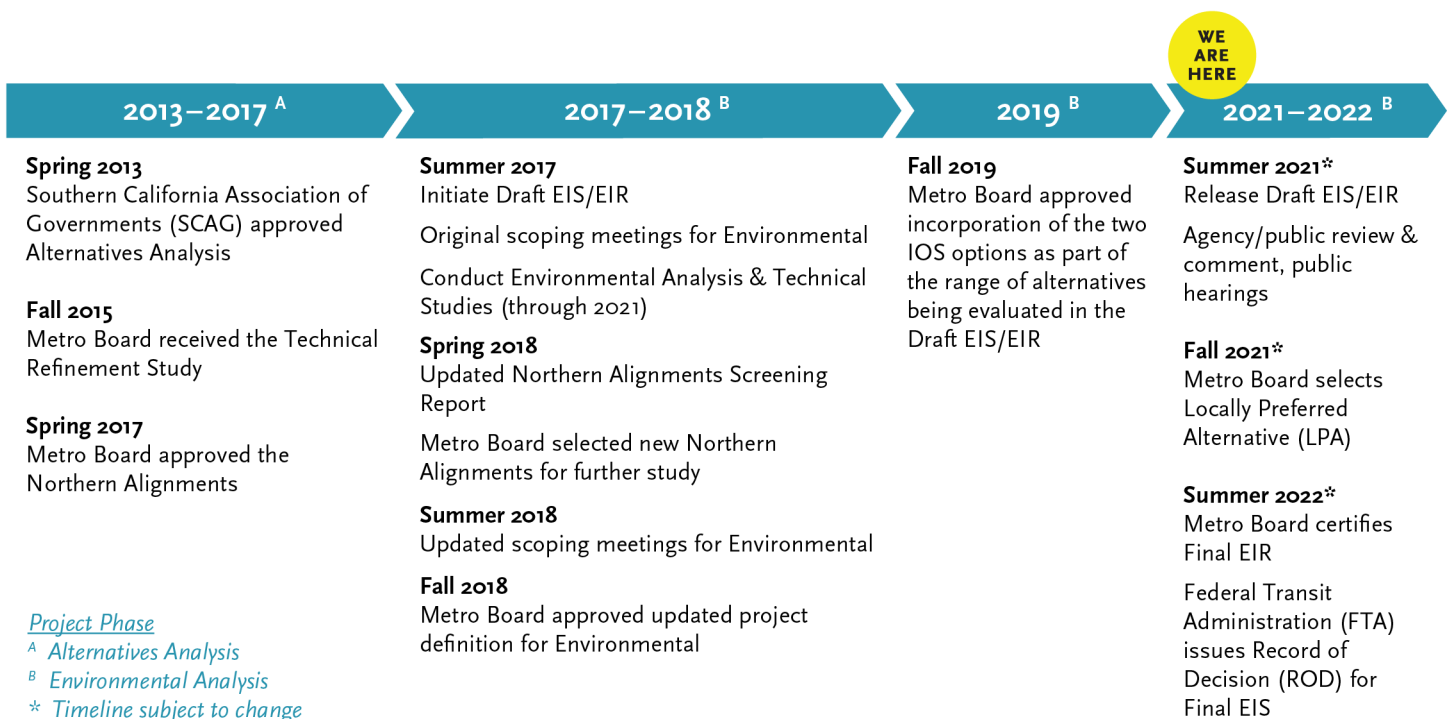 WE
ARE
HERE
2013–2017 A
2017–2018 B
2019 B
2021–2022 B
Spring 2013
Southern California Association of
Governments (SCAG) approved
Alternatives Analysis
Fall 2015
Metro Board received the Technical
Refinement Study
Spring 2017
Metro Board approved the
Northern Alignments
Summer 2017
Initiate Draft EIS/EIR
Original scoping meetings for Environmental
Conduct Environmental Analysis & Technical
Studies (through 2021)
Spring 2018
Updated Northern Alignments Screening
Report
Metro Board selected new Northern
Alignments for further study
Summer 2018
Updated scoping meetings for Environmental
Fall 2018
Metro Board approved updated project
definition for Environmental
Fall 2019
Metro Board approved
incorporation of the two
IOS options as part of
the range of alternatives
being evaluated in the
Draft EIS/EIR
Summer 2021*
Release Draft EIS/EIR
Agency/public review &
comment, public
hearings
Fall 2021*
Metro Board selects
Locally Preferred
Alternative (LPA)
Summer 2022*
Metro Board certifies
Final EIR
Federal Transit
Administration (FTA)
issues Record of
Decision (ROD) for
Final EIS
Project Phase
A Alternatives Analysis
B Environmental Analysis
* Timeline subject to change